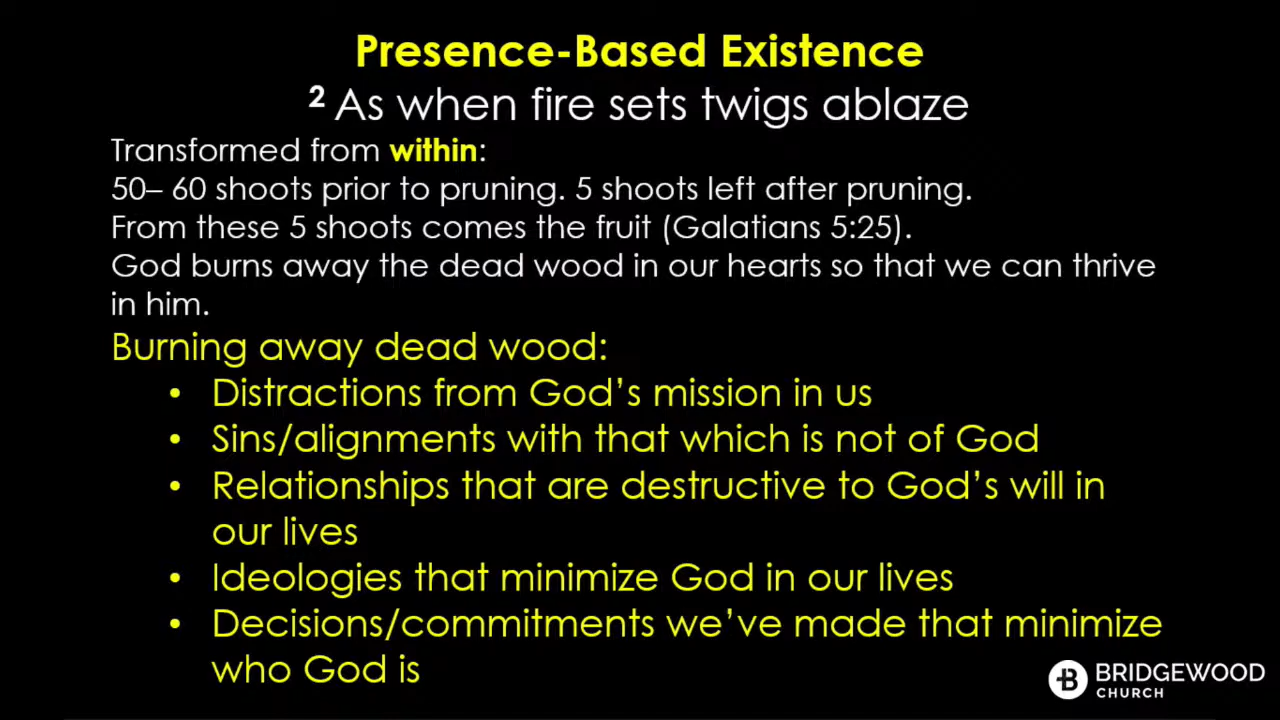 Presence-Based Existence
2 As when fire sets twigs ablaze
Transformed from within:
50– 60 shoots prior to pruning. 5 shoots left after pruning.
From these 5 shoots comes the fruit (Galatians 5:25).
God burns away the dead wood in our hearts so that we can thrive
in him.
Burning away dead wood:
• Distractions from God’s mission in us
• Sins/alignments with that which is not of God
• Relationships that are destructive to God’s will in
our lives
• Ideologies that minimize God in our lives
• Decisions/commitments we’ve made that minimize
who God is
BRIDGEWOOD
CHURCH